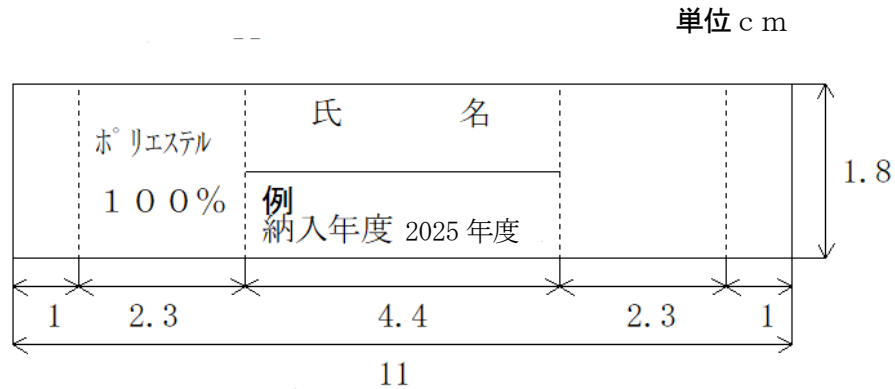 単位ｃｍ
氏　　　名
ﾎﾟﾘｴｽﾃﾙ
１００％
例
納入年度 2025 年度
1.8
1 2.3 4.4 2.3 1
11